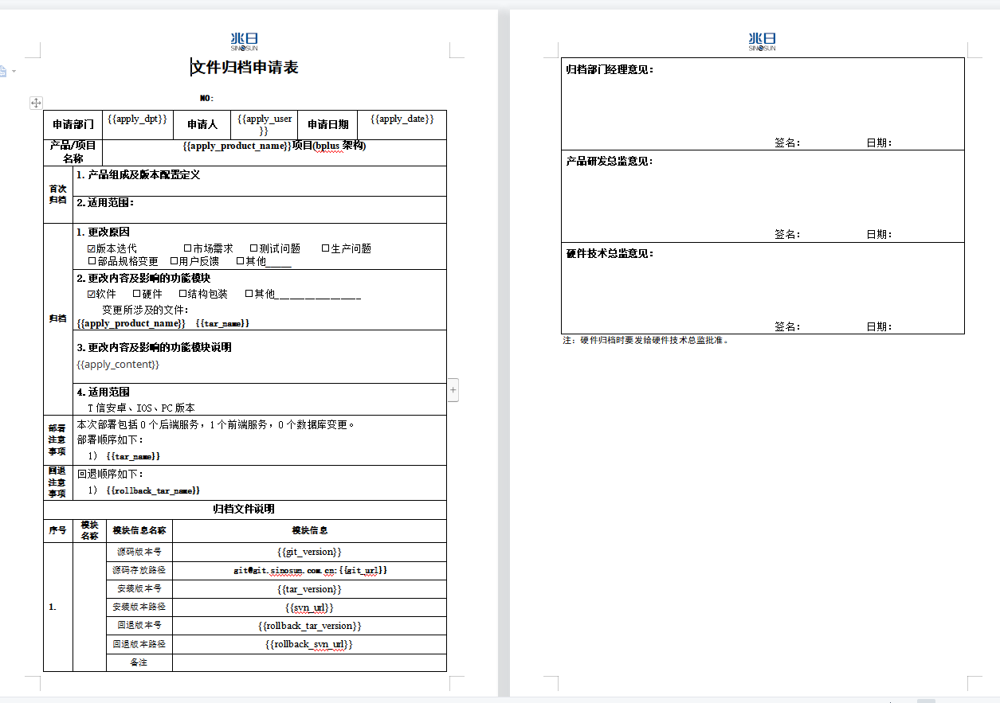 兆日
SINOSUN
文件归档申请表
NO:
申请部门 {{apply_dpt}} 申请人 {{apply_user
}} 申请日期 {{apply_date}}
产品/项目
名称
{{apply_product_name}}项目(bplus 架构)
首次
归档
1. 产品组成及版本配置定义
2. 适用范围:
归档
1. 更改原因
☑版本迭代 ☐市场需求 ☐测试问题 ☐生产问题
☐部品规格变更 ☐用户反馈 ☐其他_____
2. 更改内容及影响的功能模块
☑软件 ☐硬件 ☐结构包装 ☐其他_________________
变更所涉及的文件:
{{apply_product_name}} {{tar_name}}
3. 更改内容及影响的功能模块说明
{{apply_content}}
4. 适用范围
T 信安卓、IOS、PC 版本
部署
注意
事项
本次部署包括 0 个后端服务，1 个前端服务，0 个数据库变更。
部署顺序如下:
1) {{tar_name}}
回退
注意
事项
回退顺序如下:
1) {{rollback_tar_name}}
归档文件说明
序号 模块
名称 模块信息名称 模块信息
1.
源码版本号 {{git_version}}
源码存放路径 git@git.sinosun.com.cn:{{git_url}}
安装版本号 {{tar_version}}
安装版本路径 {{svn_url}}
回退版本号 {{rollback_tar_version}}
回退版本路径 {{rollback_svn_url}}
备注
兆日
SINOSUN
归档部门经理意见:
签名: 日期:
产品研发总监意见:
签名: 日期:
硬件技术总监意见:
签名: 日期:
注: 硬件归档时要发给硬件技术总监批准。